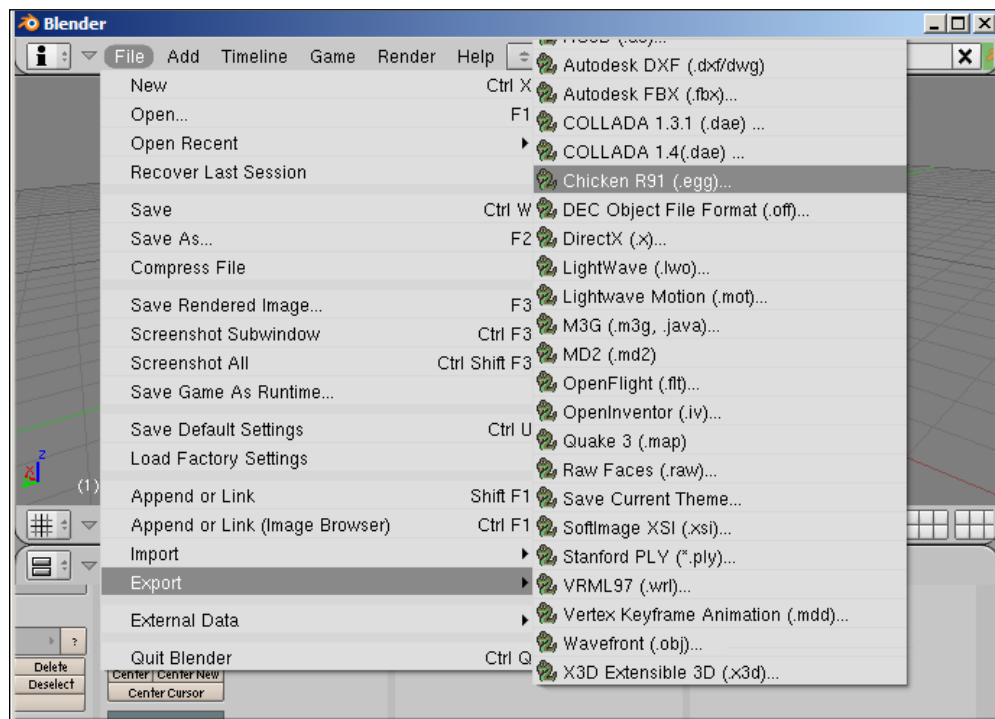 Blender
File Add Timeline Game Render Help
New Ctrl X
Open... F1
Open Recent
Recover Last Session
Save Ctrl W
Save As... F2
Compress File
Save Rendered Image... F3
Screenshot Subwindow Ctrl F3
Screenshot All Ctrl Shift F3
Save Game As Runtime...
Save Default Settings Ctrl U
Load Factory Settings
Append or Link Shift F1
Append or Link (Image Browser) Ctrl F1
Import
Export
External Data
Quit Blender Ctrl Q
Autodesk DXF (.dxf/dwg)
Autodesk FBX (.fbx)...
COLLADA 1.3.1 (.dae) ...
COLLADA 1.4(.dae) ...
Chicken R91 (.egg)...
DEC Object File Format (.off)...
DirectX (.x)...
LightWave (.lwo)...
Lightwave Motion (.mot)...
M3G (.m3g, .java)...
MD2 (.md2)
OpenFlight (.flt)...
OpenInventor (.iv)...
Quake 3 (.map)
Raw Faces (.raw)...
Save Current Theme...
SoftImage XSI (.xsi)...
Stanford PLY (*.ply)...
VRML97 (.wrl)...
Vertex Keyframe Animation (.mdd)...
Wavefront (.obj)...
X3D Extensible 3D (.x3d)...
z
x
(1)
?
Delete
Deselect
Center Center New
Center Cursor